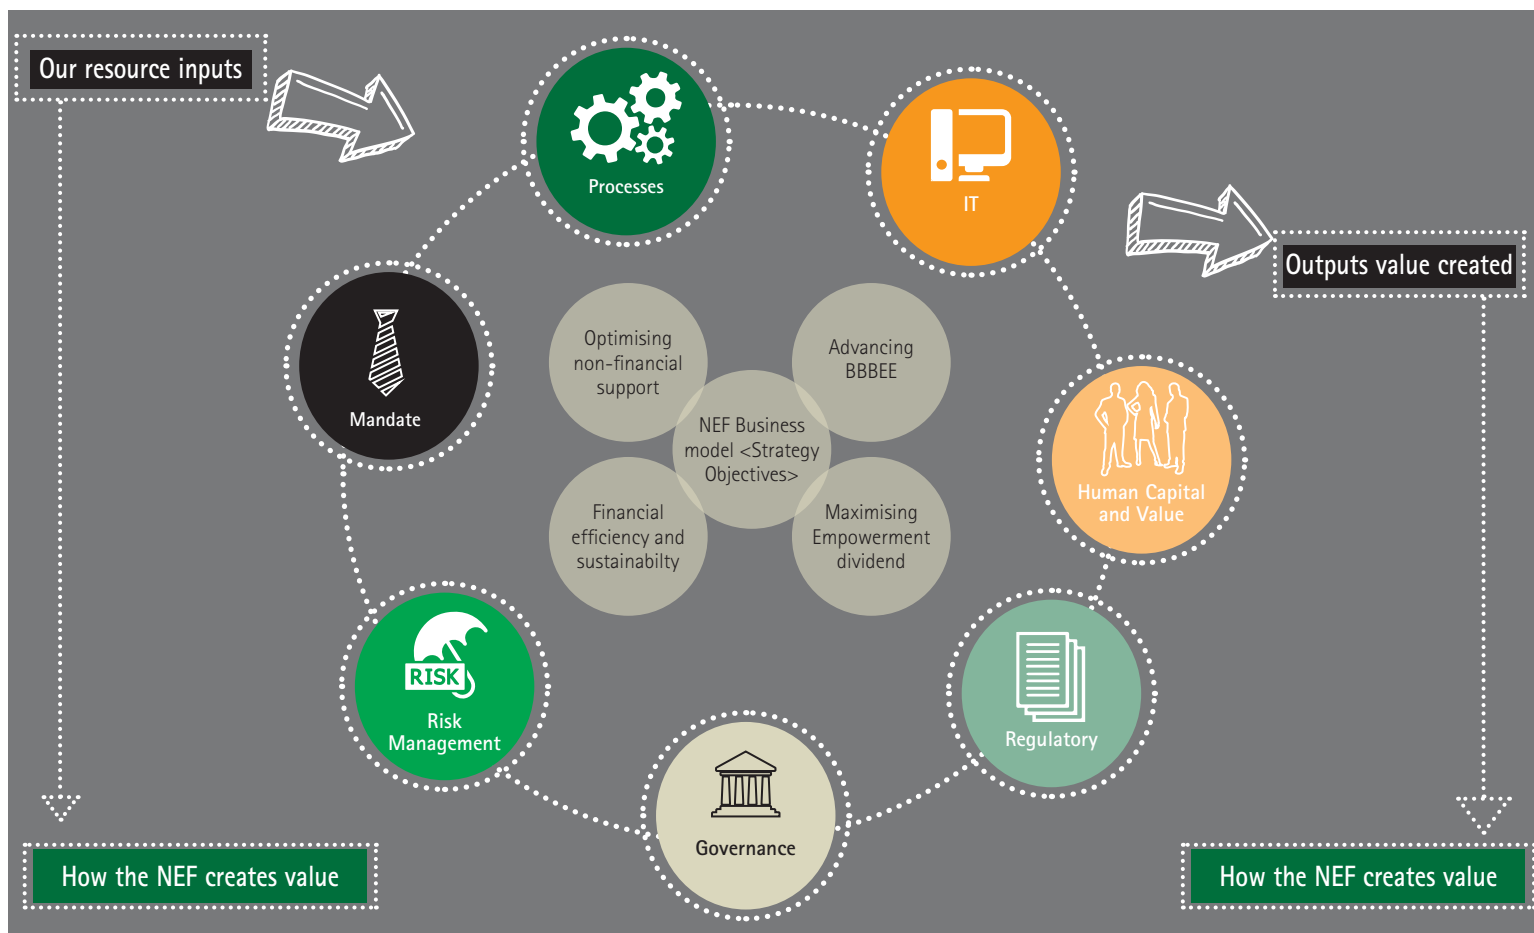 Our resource inputs
Processes
IT
Outputs value created
Mandate
Optimising
non-financial
support
Advancing
BBBEE
NEF Business
model <Strategy
Objectives>
Human Capital
and Value
Financial
efficiency and
sustainabilty
Maximising
Empowerment
dividend
RISK
Risk
Management
Regulatory
Governance
How the NEF creates value
How the NEF creates value